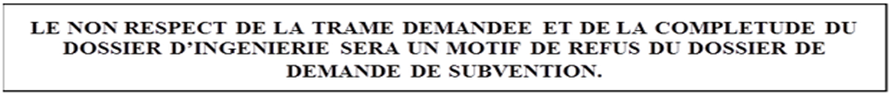 LE NON RESPECT DE LA TRAME DEMANDEE ET DE LA COMPLETUDE DU
DOSSIER D'INGENIERIE SERA UN MOTIF DE REFUS DU DOSSIER DE
DEMANDE DE SUBVENTION.